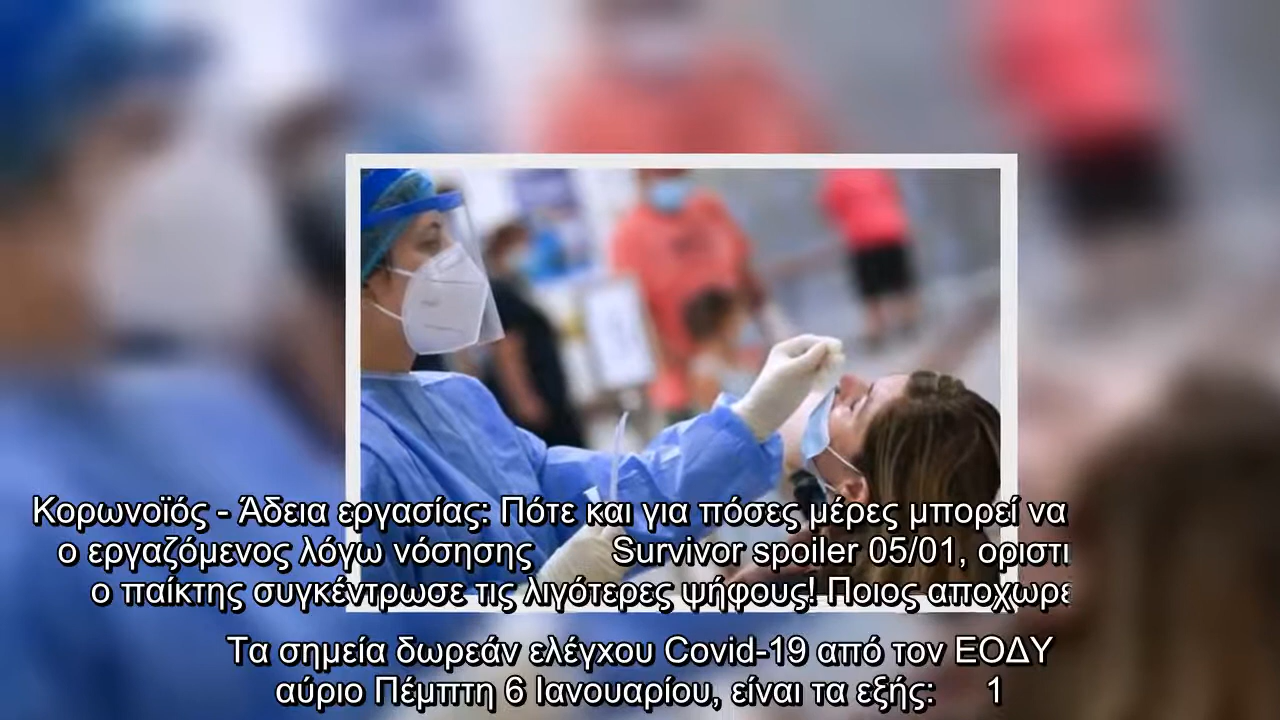 Κορωνοϊός - Άδεια εργασίας: Πότε και για πόσες μέρες μπορεί να
ο εργαζόμενος λόγω νόσησης Survivor spoiler 05/01,
ο παίκτης συγκέντρωσε τις λιγότερες ψήφους! Ποιος
Τα σημεία δωρεάν ελέγχου Covid-19 από τον ΕΟΔΥ
αύριο Πέμπτη 6 Ιανουαρίου, είναι τα εξής: 1